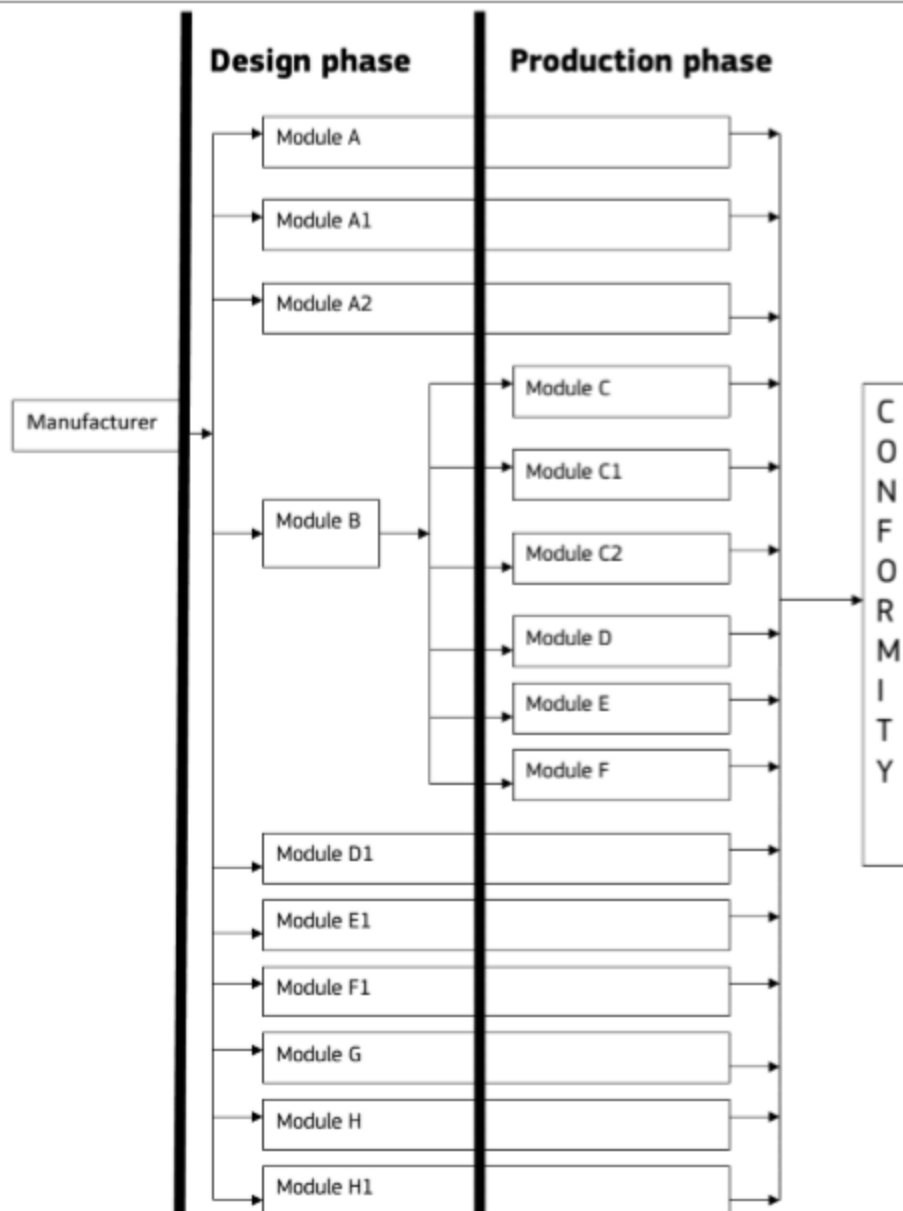 Design phase
Production phase
Module A
Module A1
Module A2
Module C
Manufacturer
Module C1
Module B
Module C2
Module D
Module E
Module F
Module D1
Module E1
Module F1
Module G
Module H
Module H1
C
O
N
F
O
R
M
I
T
Y